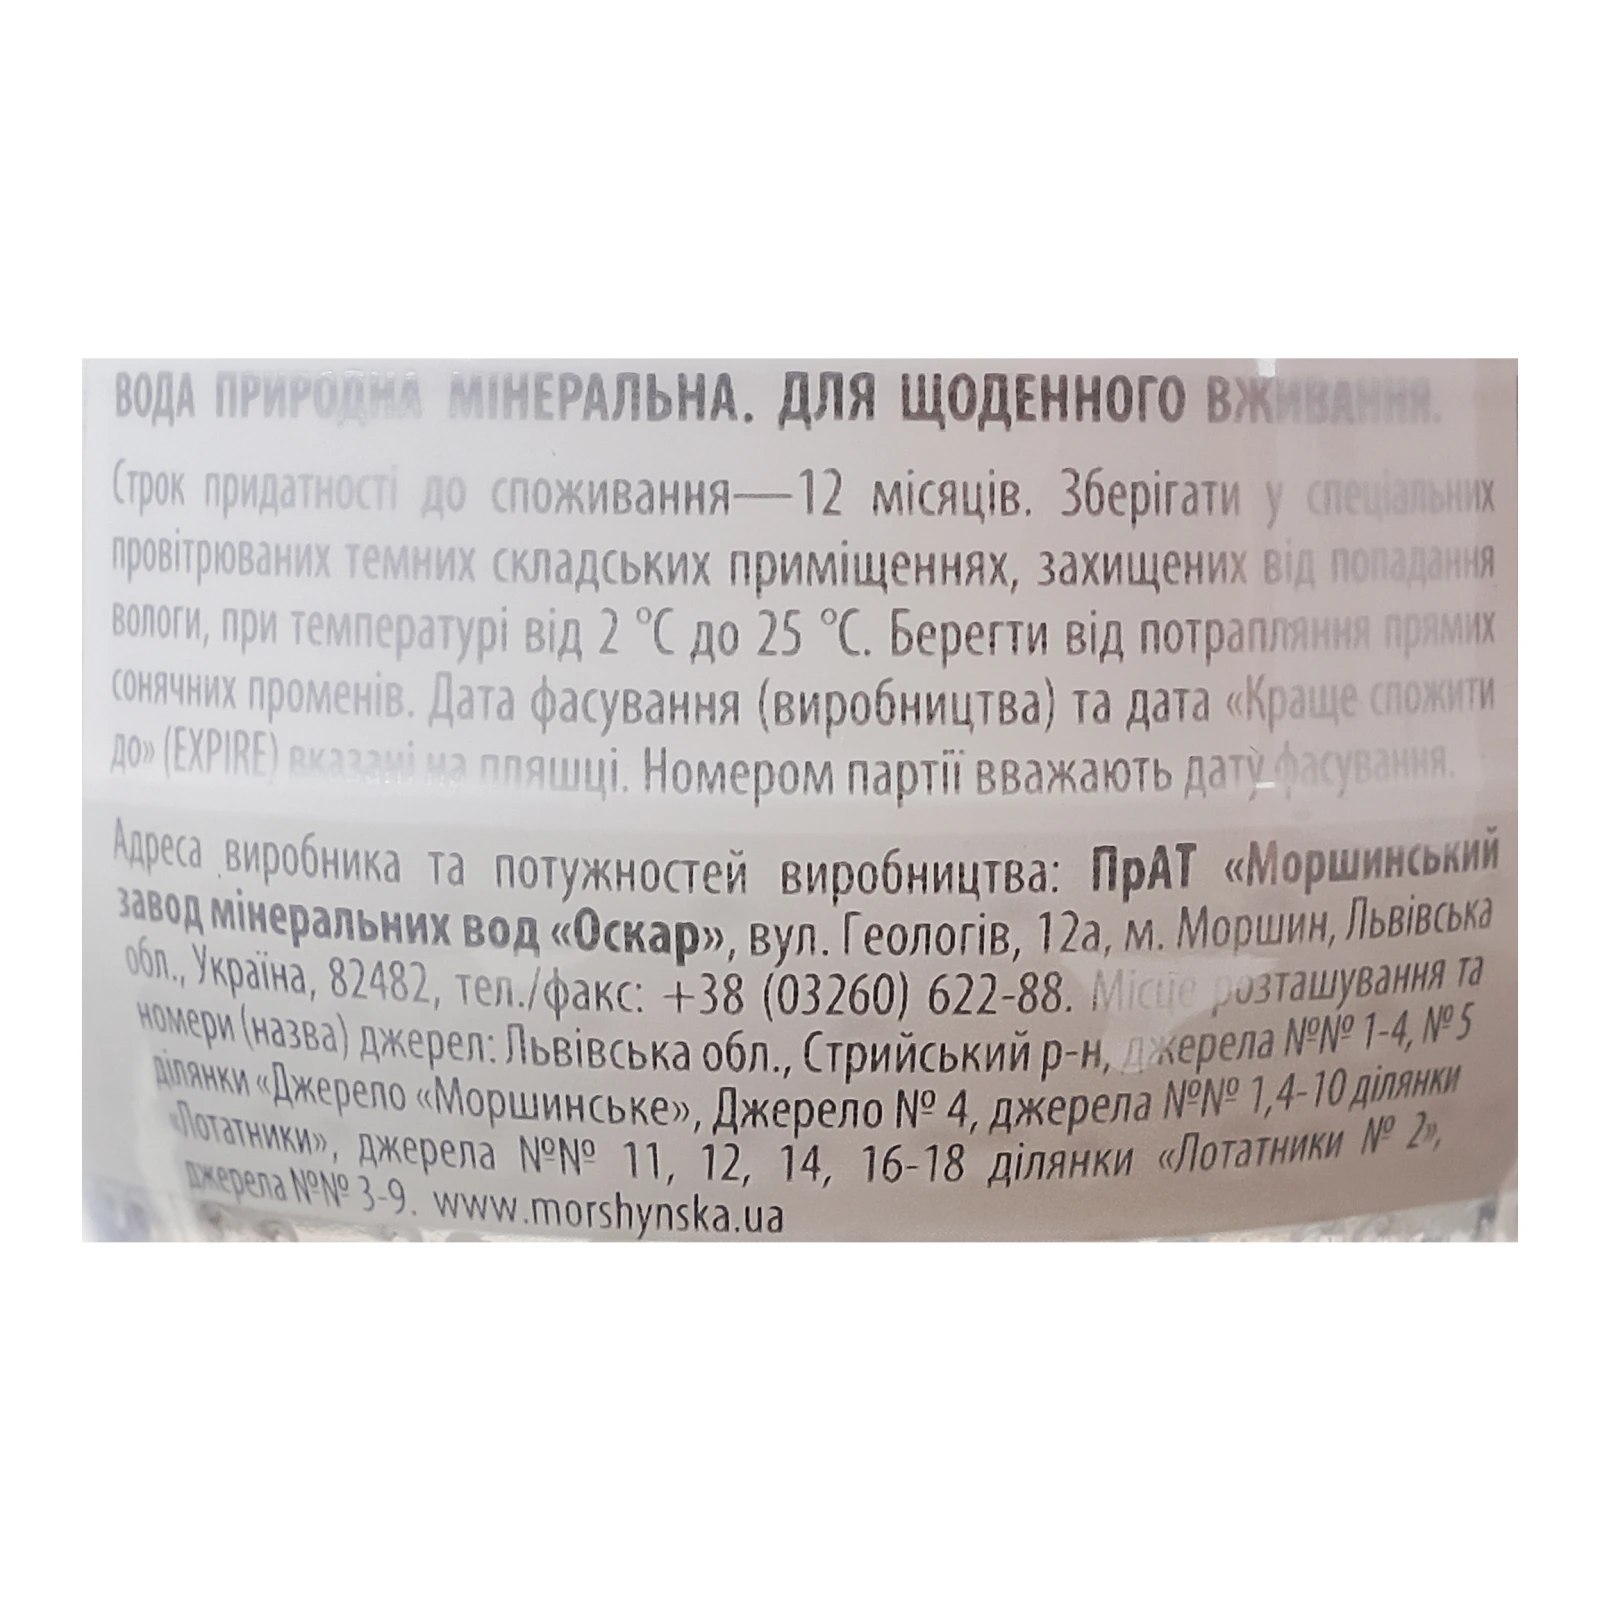 ВОДА ПРИРОДНА МІНЕРАЛЬНА. ДЛЯ ЩОДЕННОГО ВЖИВАННЯ.
Строк придатності до споживання—12 місяців. Зберігати у спеціальних
провітрюваних темних складських приміщеннях, захищених від попадання
вологи, при температурі від 2 °C до 25 °C. Берегти від потрапляння прямих
сонячних променів. Дата фасування (виробництва) та дата «Краще спожити
до» (EXPIRE) вказані на пляшці. Номером партії вважають дату фасування.
Адреса виробника та потужностей виробництва: ПрАТ «Моршинський
завод мінеральних вод «Оскар», вул. Геологів, 12а, м. Моршин, Львівська
обл., Україна, 82482, тел./факс: +38 (03260) 622-88. Місце розташування та
номери (назва) джерел: Львівська обл., Стрийський р-н, джерела №№ 1-4, № 5
ділянки «Джерело «Моршинське», Джерело № 4, джерела №№ 1,4-10 ділянки
«Лотатники», джерела №№ 11, 12, 14, 16-18 ділянки «Лотатники № 2»,
джерела №№ 3-9. www.morshynska.ua